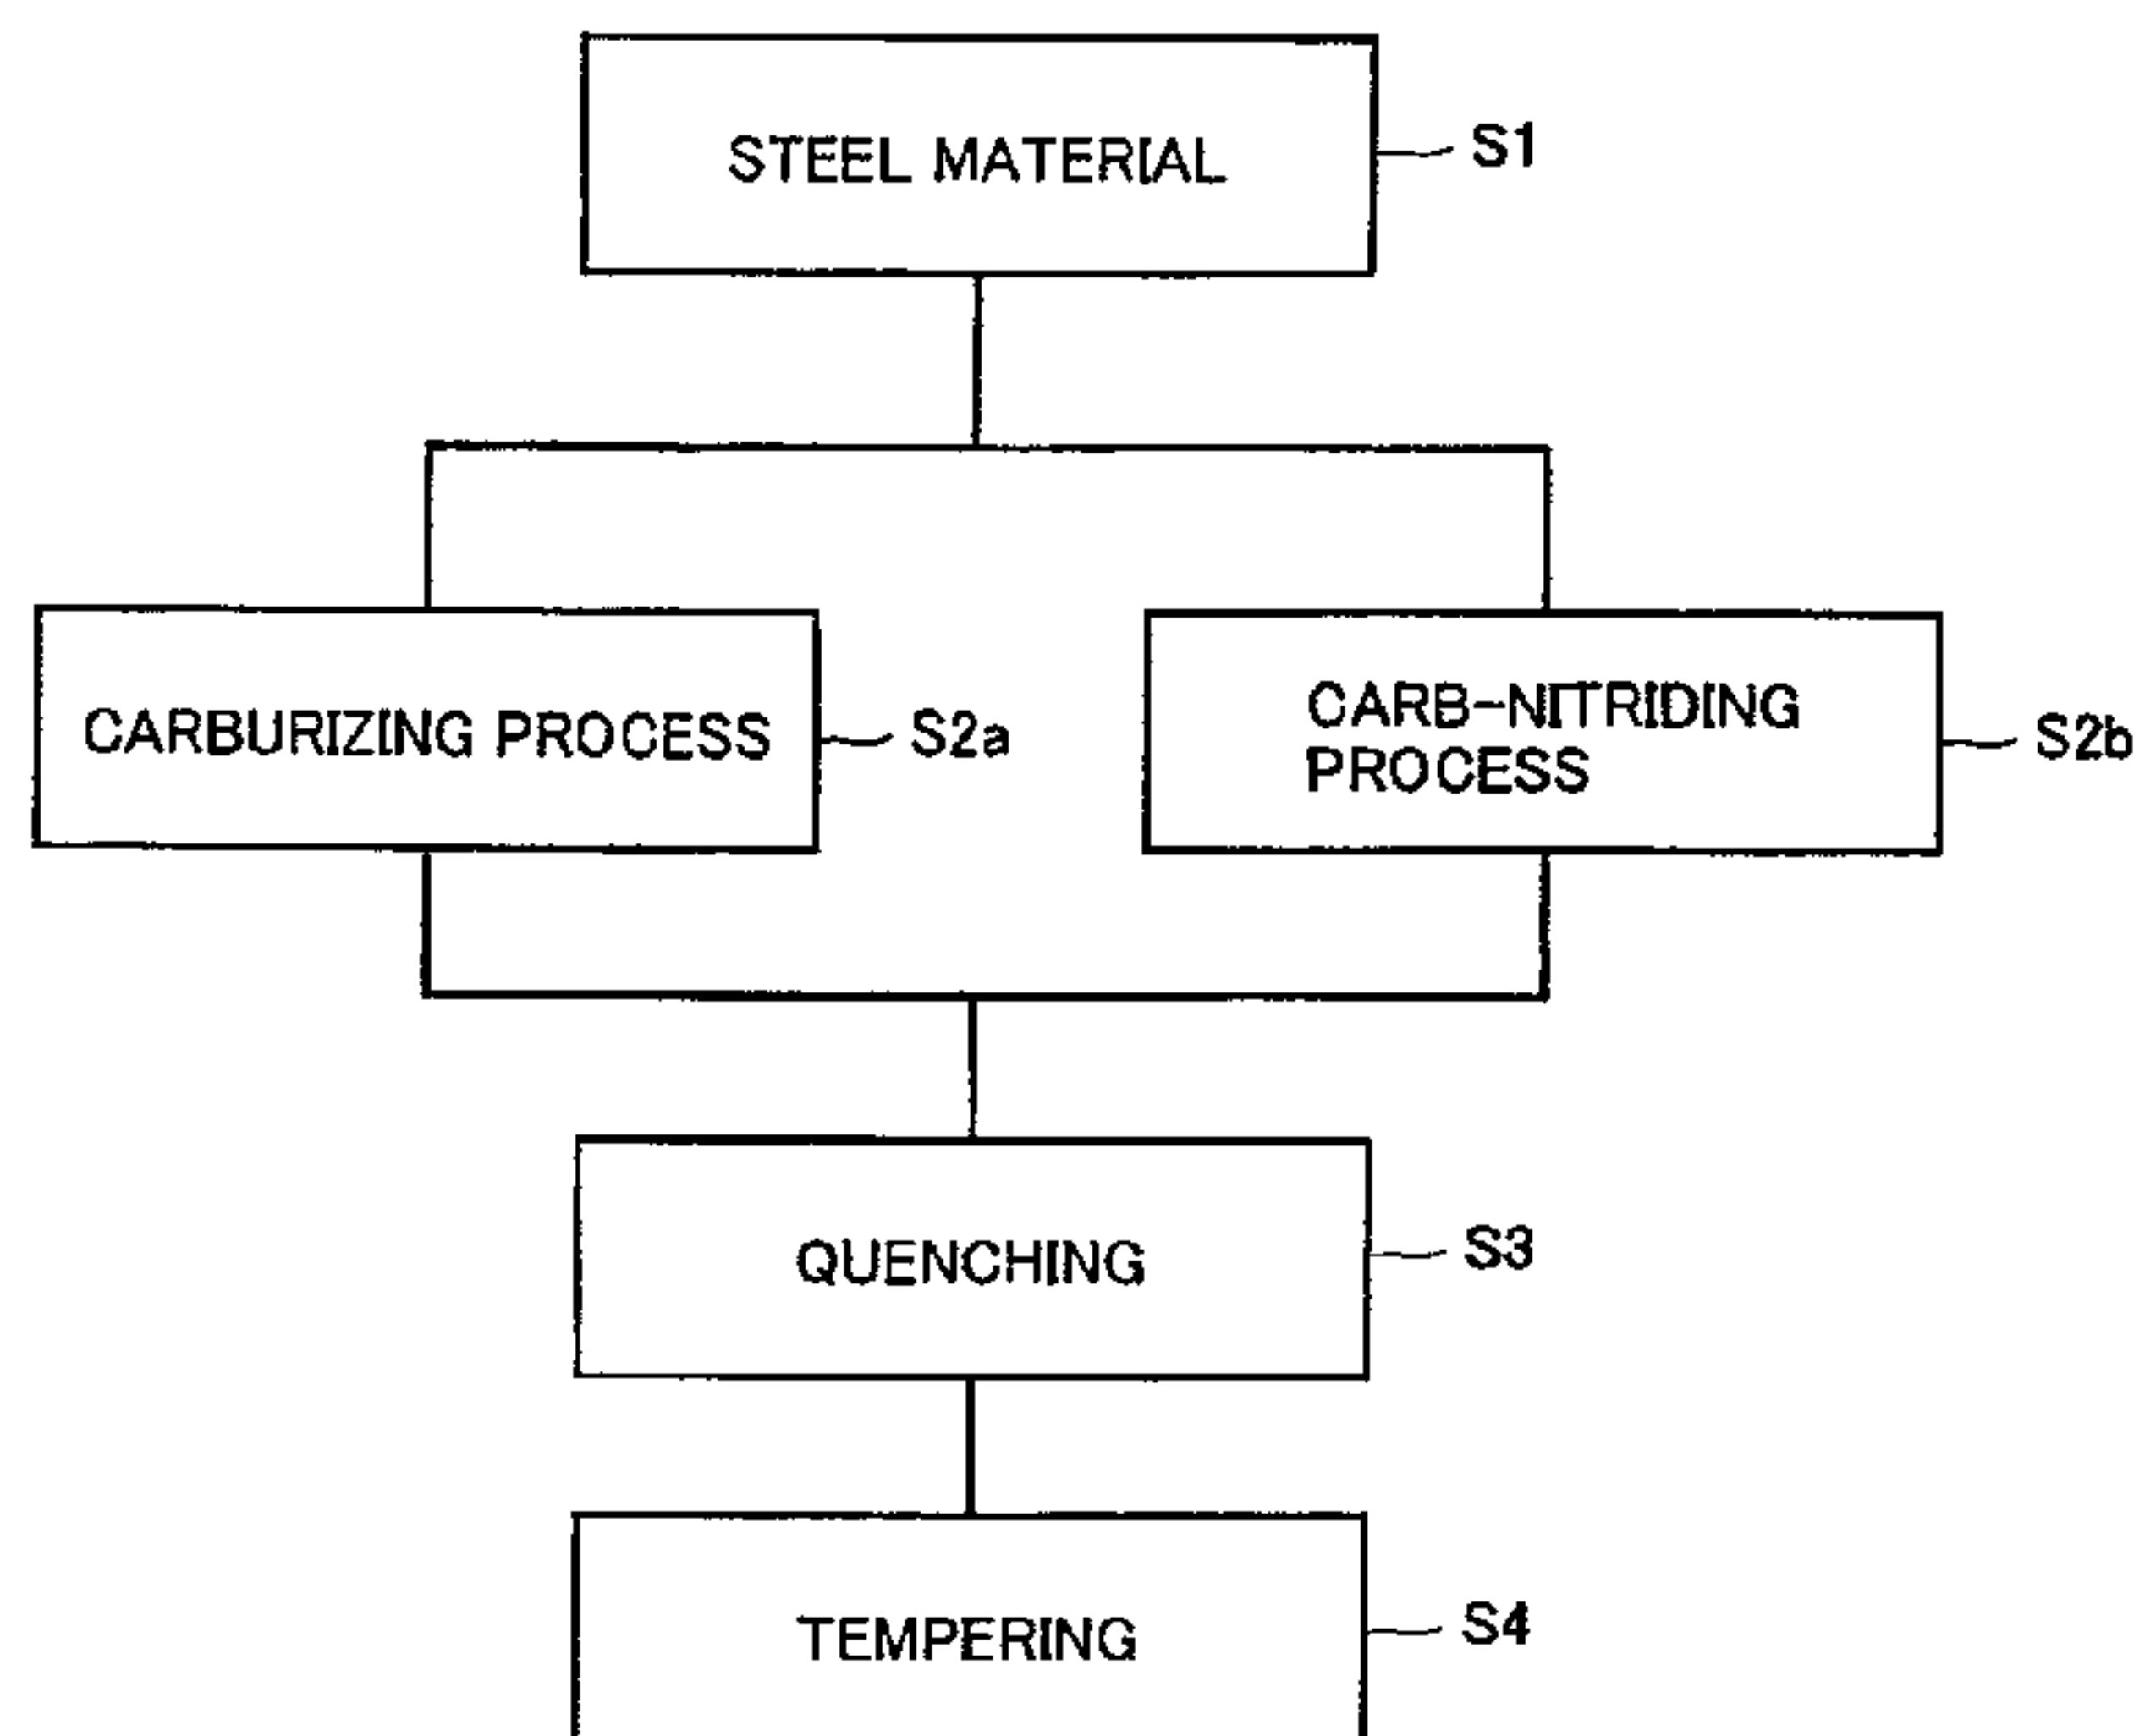 STEEL MATERIAL
S1
CARBURIZING PROCESS
S2a
CARB-NITRIDING
PROCESS
S2b
QUENCHING
S3
TEMPERING
S4